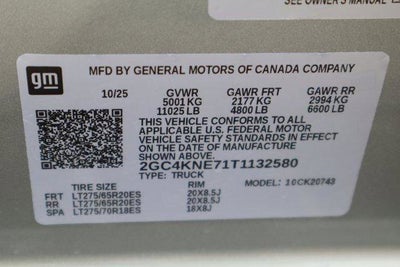 SEE OWNER'S MANUAL
gm
MFD BY GENERAL MOTORS OF CANADA COMPANY
10/25 GVWR GAWR FRT GAWR RR
5001 KG 2177 KG 2994 KG
11025 LB 4800 LB 6600 LB
THIS VEHICLE CONFORMS TO ALL
APPLICABLE U.S. FEDERAL MOTOR
VEHICLE SAFETY STANDARDS IN EFFECT
ON THE DATE OF MANUFACTURE SHOWN ABOVE.
2GC4KNE71T1132580
TYPE: TRUCK
TIRE SIZE RIM MODEL: 10CK20743
FRT LT275/65R20ES 20X8.5J
RR LT275/65R20ES 20X8.5J
SPA LT275/70R18ES 18X8J